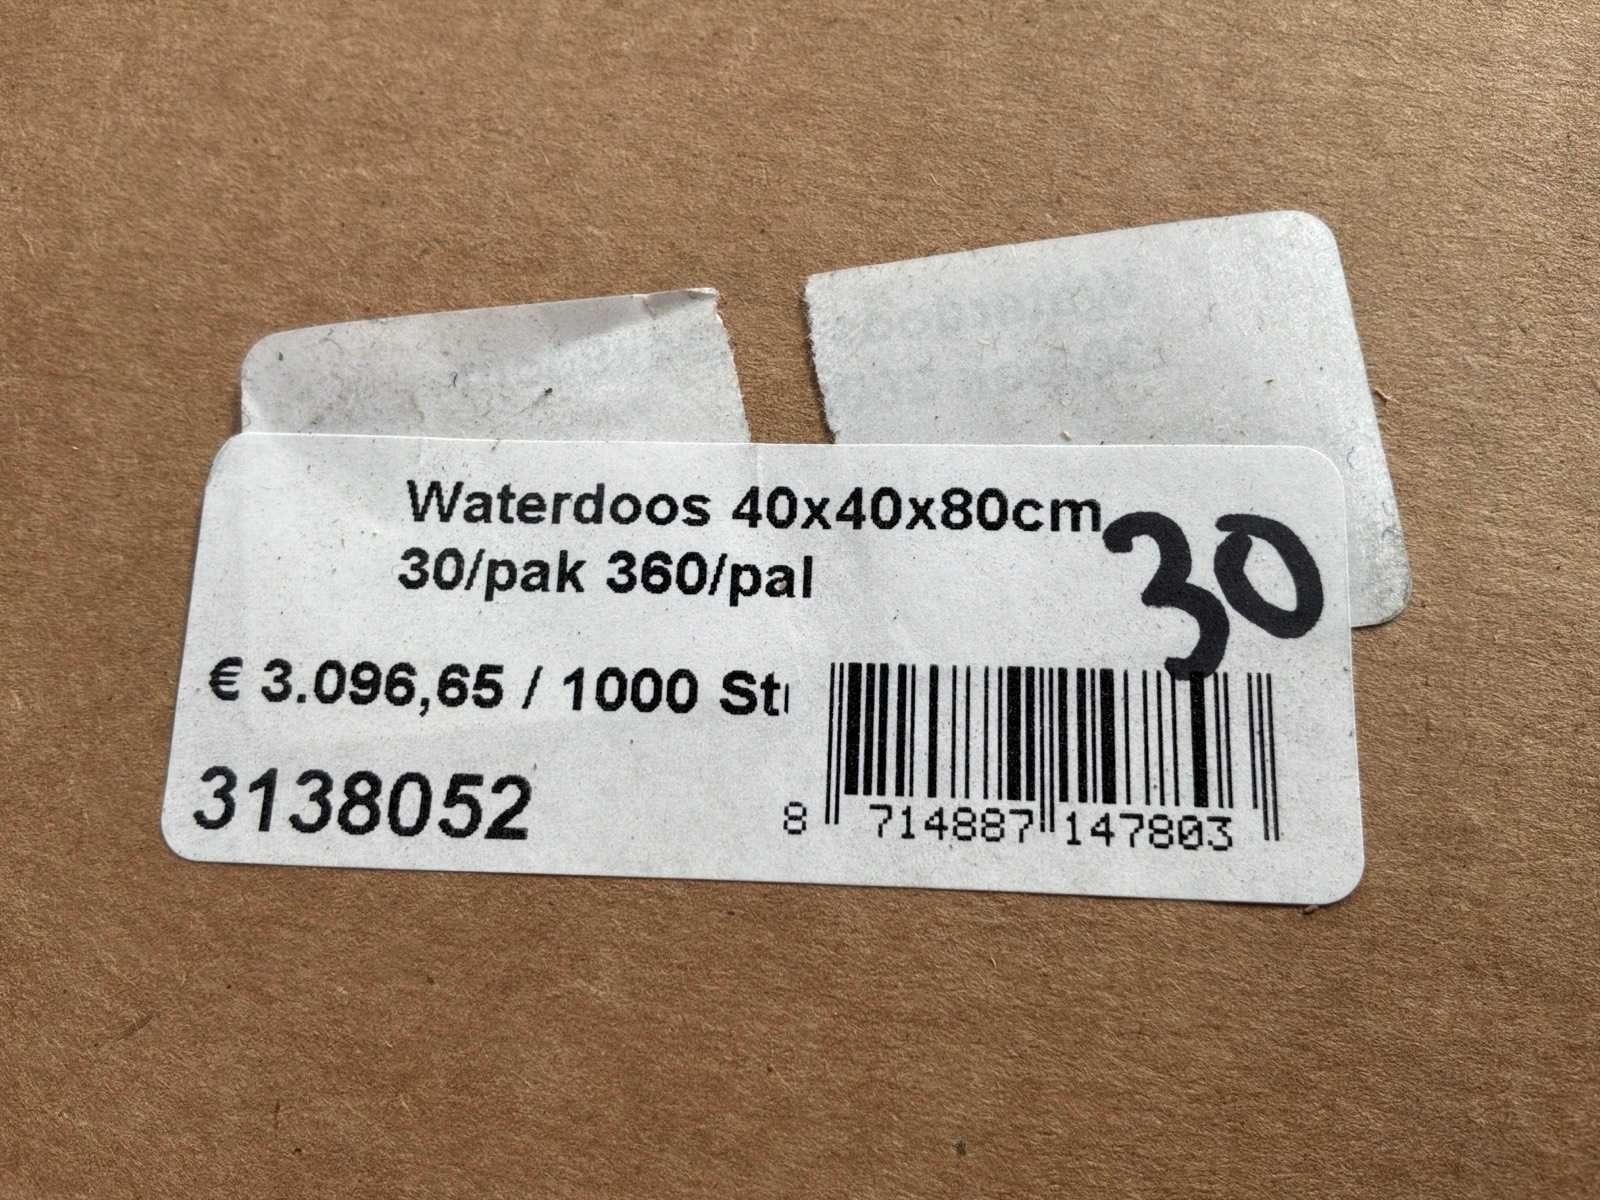 Waterdoos 40x40x80cm
30/pak 360/pal
30
€ 3.096,65 / 1000 St
3138052
8 714887 147803